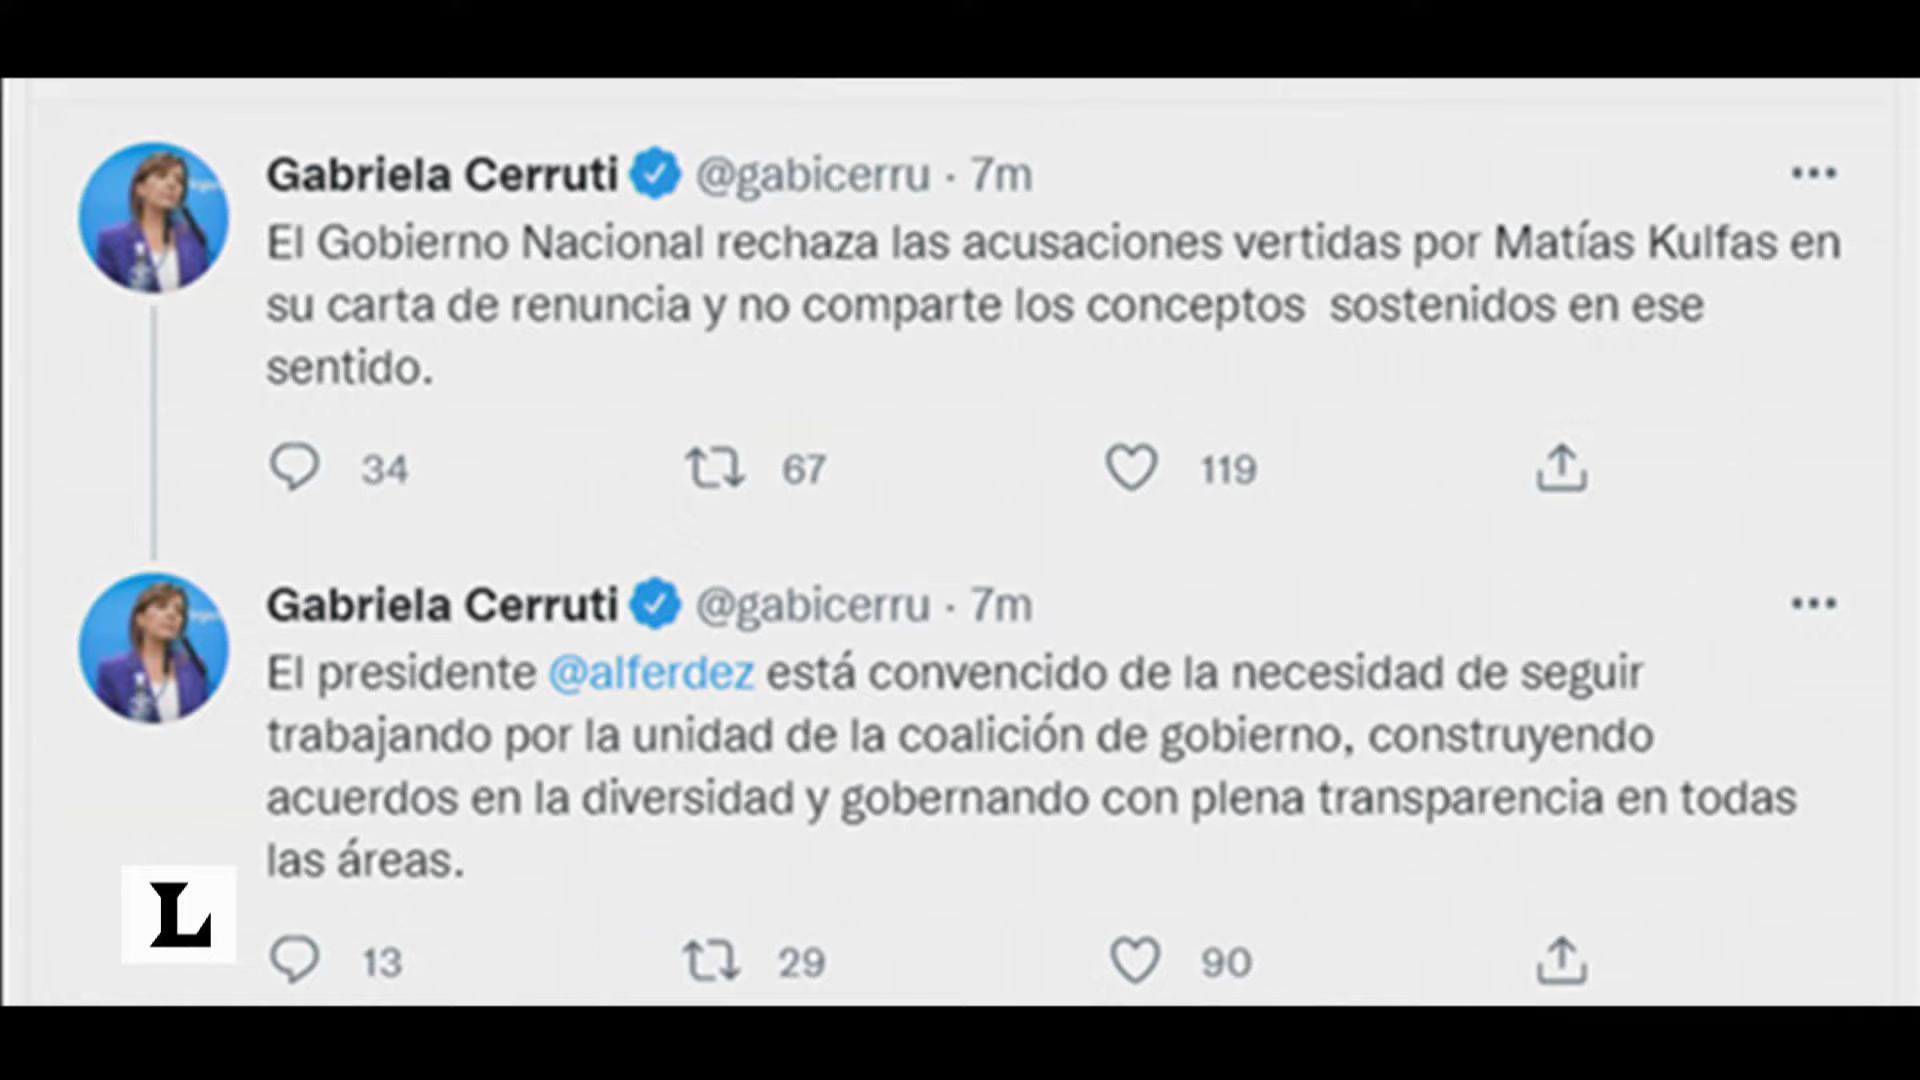 Gabriela Cerruti @gabicerru · 7m
El Gobierno Nacional rechaza las acusaciones vertidas por Matías Kulfas en
su carta de renuncia y no comparte los conceptos  sostenidos en ese
sentido.
34 67 119
Gabriela Cerruti @gabicerru · 7m
El presidente @alferdez está convencido de la necesidad de seguir
trabajando por la unidad de la coalición de gobierno, construyendo
acuerdos en la diversidad y gobernando con plena transparencia en todas
las áreas.
L
13 29 90